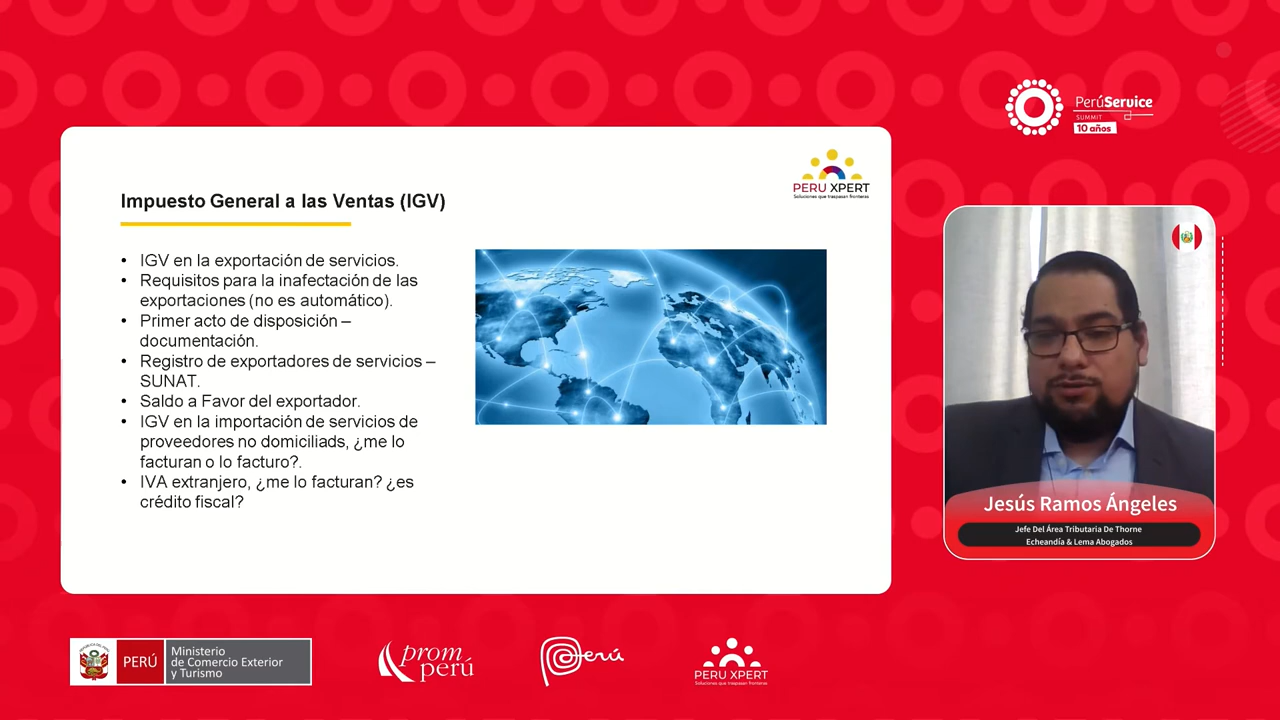 PerúService
SUMMIT
10 años
PERU XPERT
Soluciones que traspasan fronteras
Impuesto General a las Ventas (IGV)
• IGV en la exportación de servicios.
• Requisitos para la inafectación de las
exportaciones (no es automático).
• Primer acto de disposición –
documentación.
• Registro de exportadores de servicios –
SUNAT.
• Saldo a Favor del exportador.
• IGV en la importación de servicios de
proveedores no domiciliads, ¿me lo
facturan o lo facturo?.
• IVA extranjero, ¿me lo facturan? ¿es
crédito fiscal?
Jesús Ramos Ángeles
Jefe Del Área Tributaria De Thorne
Echeandía & Lema Abogados
PERÚ
Ministerio
de Comercio Exterior
y Turismo
prom
perú
Perú
PERU XPERT
Soluciones que traspasan fronteras